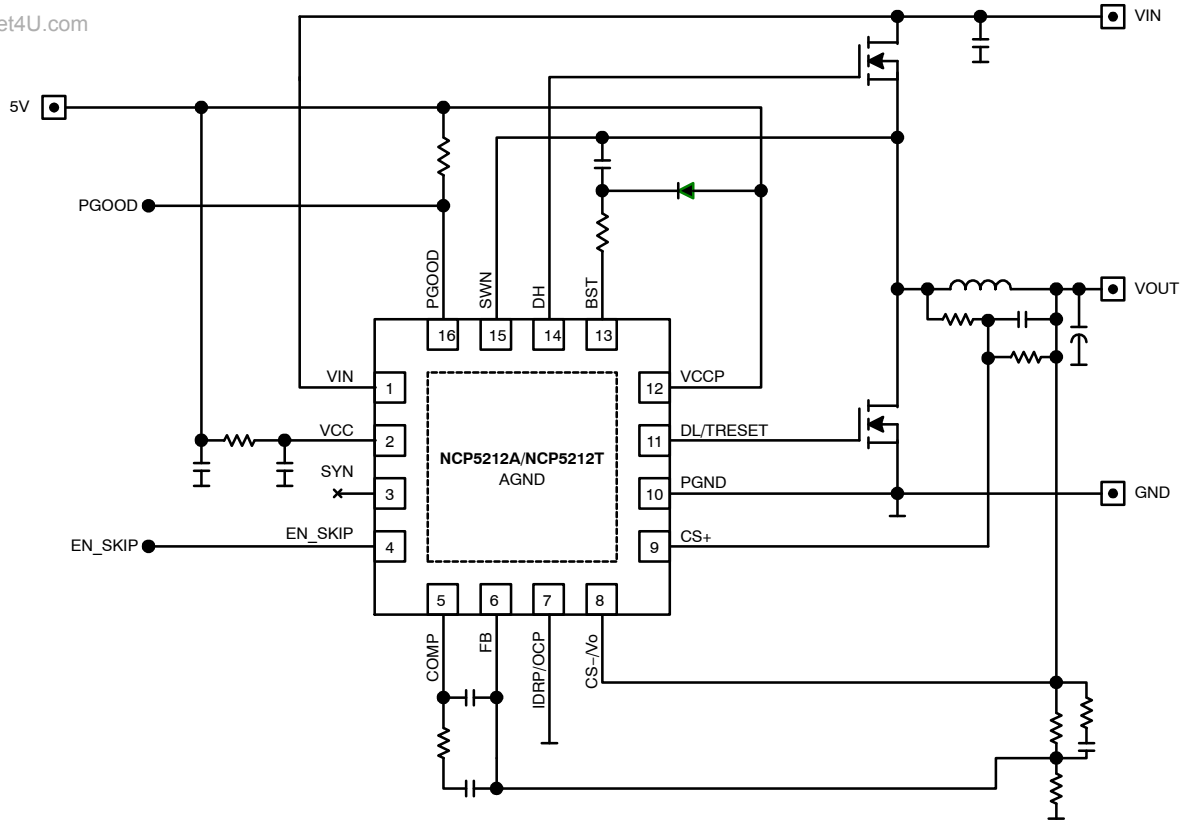 et4U.com
VIN
5V
PGOOD
PGOOD
SWN
DH
BST
16
15
14
13
VOUT
VIN
1
12
VCCP
VCC
2
11
DL/TRESET
NCP5212A/NCP5212T
AGND
SYN
3
10
PGND
GND
EN_SKIP
EN_SKIP
4
9
CS+
5
6
7
8
COMP
FB
IDRP/OCP
CS−/Vo